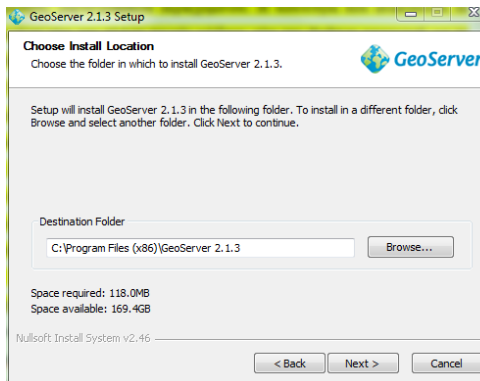 GeoServer 2.1.3 Setup
Choose Install Location
Choose the folder in which to install GeoServer 2.1.3.
GeoServer
Setup will install GeoServer 2.1.3 in the following folder. To install in a different folder, click
Browse and select another folder. Click Next to continue.
Destination Folder
C:\Program Files (x86)\GeoServer 2.1.3
Browse...
Space required: 118.0MB
Space available: 169.4GB
Nullsoft Install System v2.46
< Back Next > Cancel